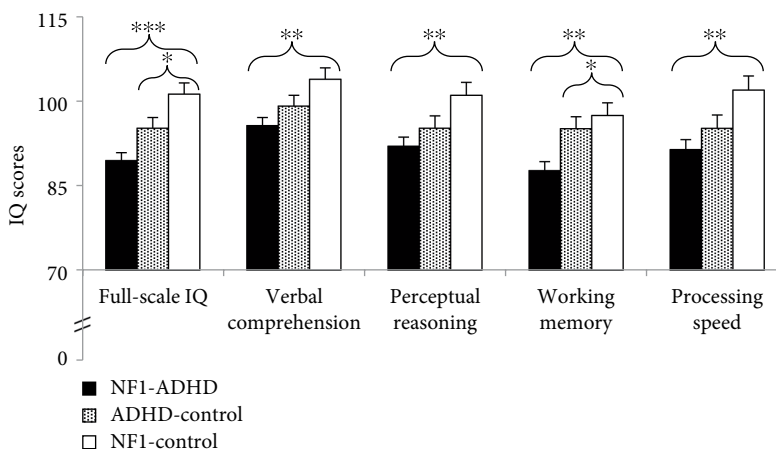 115
100
85
70
0
IQ scores
***
*
**
**
**
*
**
Full-scale IQ
Verbal
comprehension
Perceptual
reasoning
Working
memory
Processing
speed
NF1-ADHD
ADHD-control
NF1-control